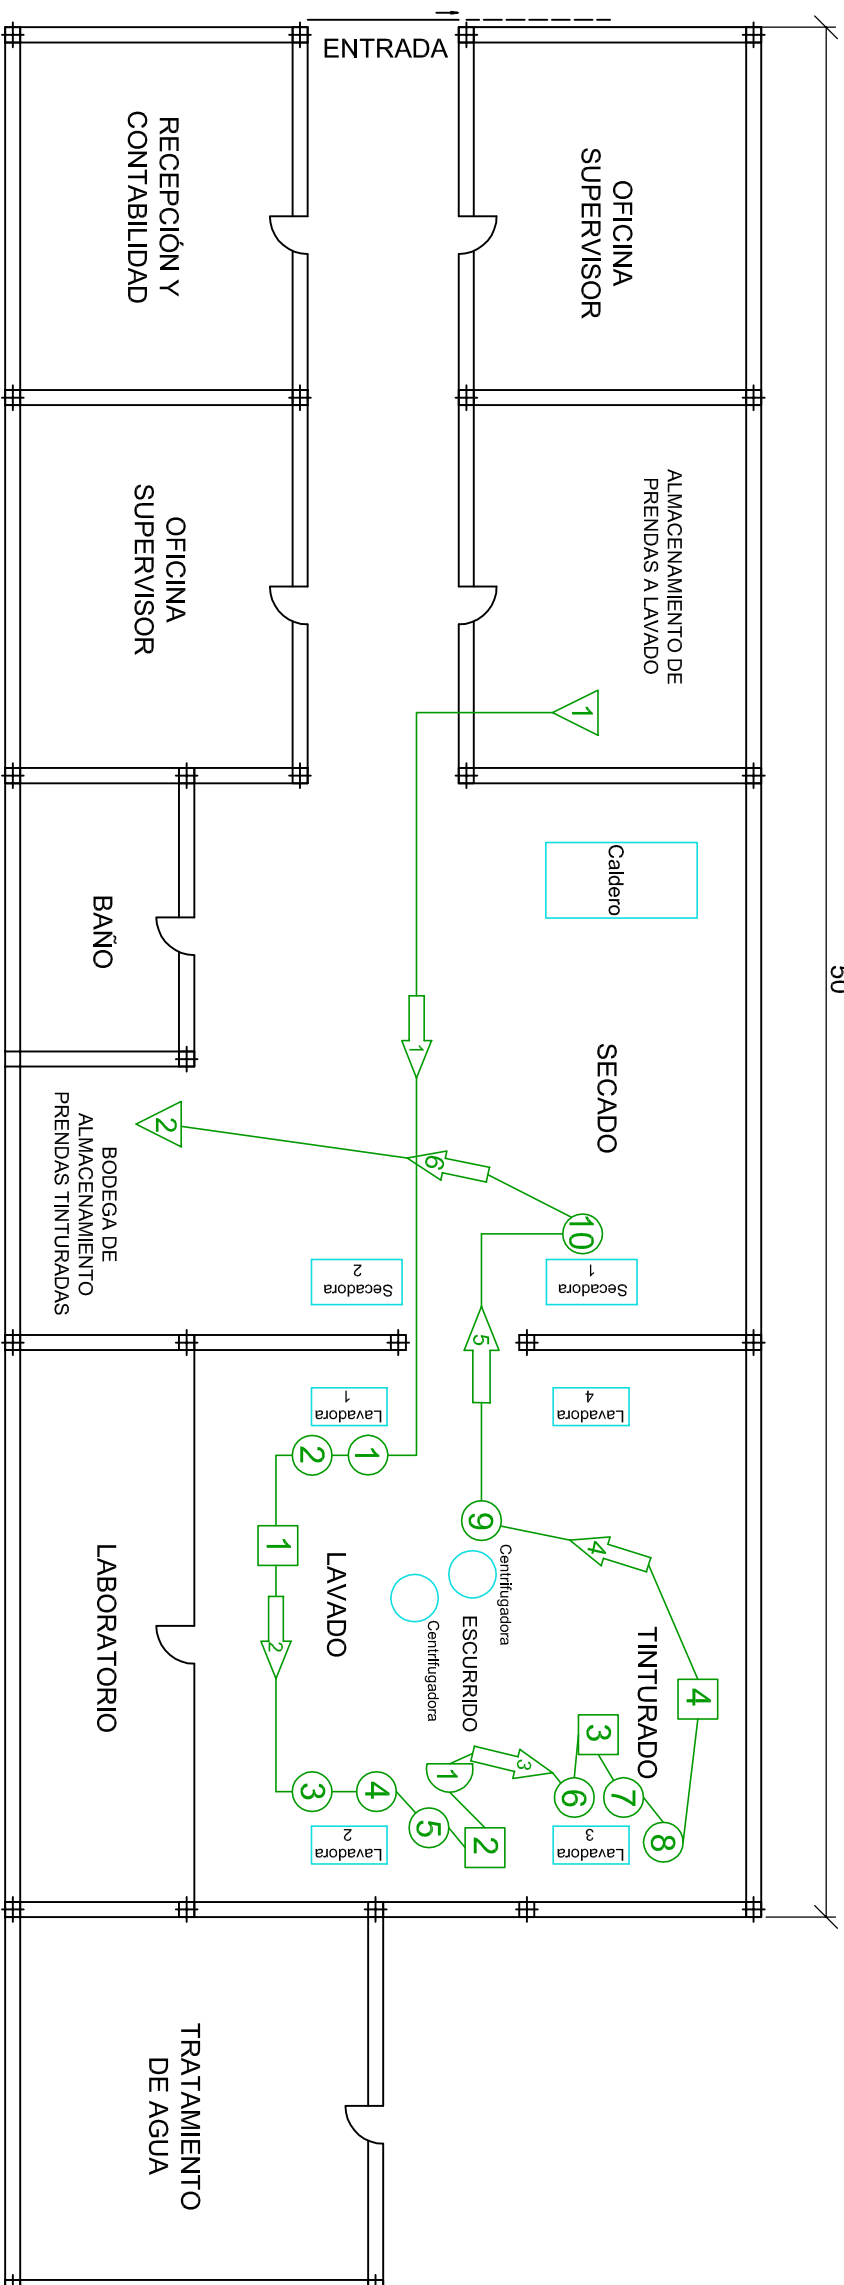 ENTRADA
RECEPCIÓN Y
CONTABILIDAD
OFICINA
SUPERVISOR
OFICINA
SUPERVISOR
ALMACENAMIENTO DE
PRENDAS A LAVADO
1
Caldero
50
BAÑO
1
SECADO
BODEGA DE
ALMACENAMIENTO
PRENDAS TINTURADAS
2
6
10
Secadora
2
Secadora
1
5
Lavadora
1
Lavadora
4
2
1
9
1
LAVADO
Centrifugadora
Centrifugadora
ESCURRIDO
4
LABORATORIO
2
TINTURADO
4
3
1
3
3
4
5
2
6
7
8
Lavadora
2
Lavadora
3
TRATAMIENTO
DE AGUA